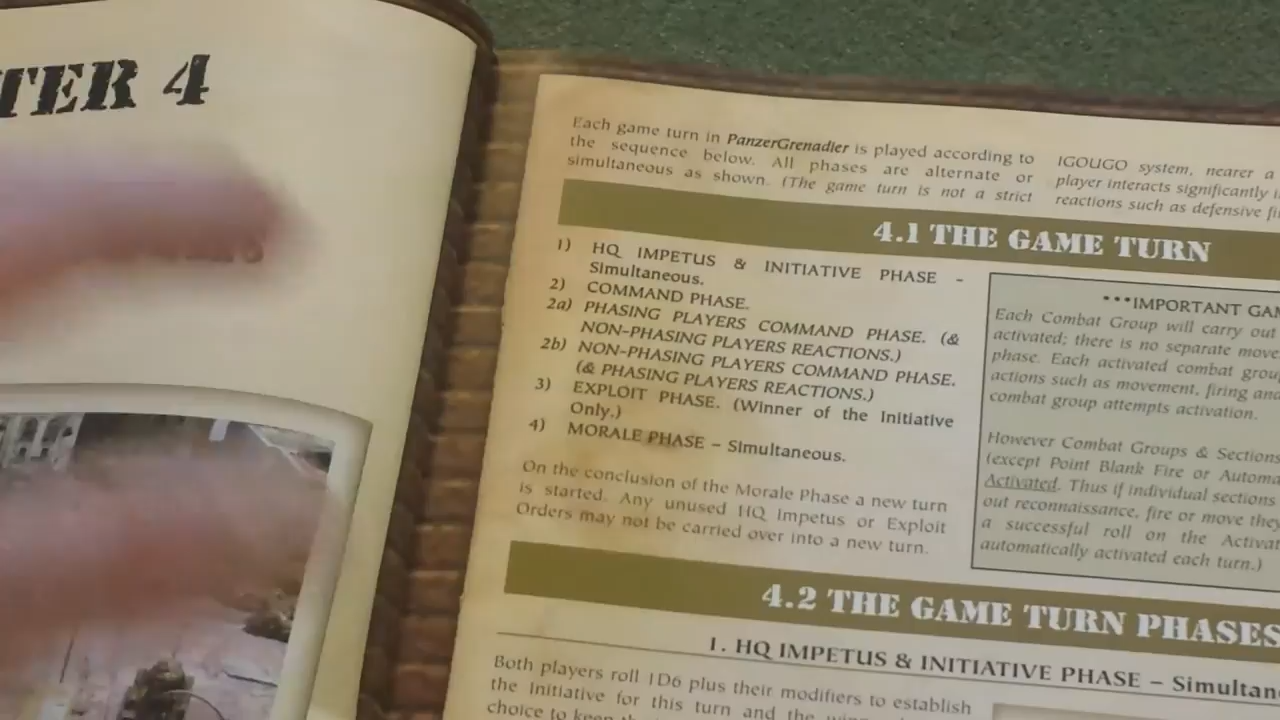 TER 4
Each game turn in PanzerGrenadier is played according to
the sequence below. All phases are alternate or
simultaneous as shown. (The game turn is not a strict
IGOUGO system, nearer a
player interacts significantly
reactions such as defensive
4.1 THE GAME TURN
1) HQ IMPETUS & INITIATIVE PHASE –
Simultaneous.
2) COMMAND PHASE.
2a) PHASING PLAYERS COMMAND PHASE. (&
NON-PHASING PLAYERS REACTIONS.)
2b) NON-PHASING PLAYERS COMMAND PHASE.
(& PHASING PLAYERS REACTIONS.)
3) EXPLOIT PHASE. (Winner of the Initiative
Only.)
4) MORALE PHASE – Simultaneous.
On the conclusion of the Morale Phase a new turn
is started. Any unused HQ Impetus or Exploit
Orders may not be carried over into a new turn.
***IMPORTANT GA
Each Combat Group will carry out
activated; there is no separate move
phase. Each activated combat grou
actions such as movement, firing and
combat group attempts activation.
However Combat Groups & Sections
(except Point Blank Fire or Automa
Activated. Thus if individual sections
out reconnaissance, fire or move they
a successful roll on the Activat
automatically activated each turn.)
4.2 THE GAME TURN PHASES
1. HQ IMPETUS & INITIATIVE PHASE – Simultan
Both players roll 1D6 plus their modifiers to establish
the Initiative for this turn and the
choice to keep